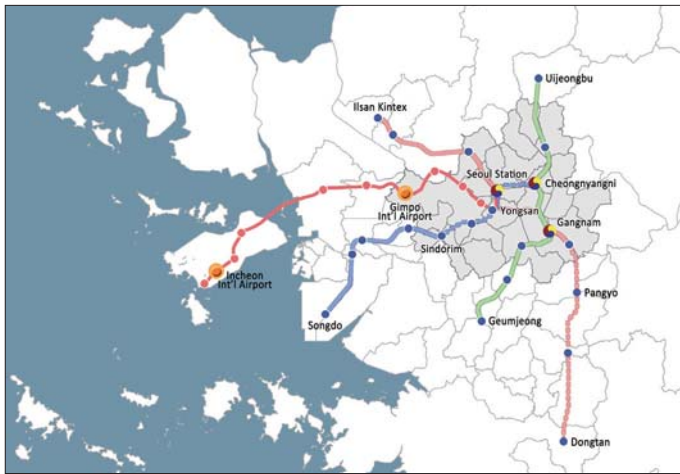 Uijeongbu
Ilsan Kintex
Seoul Station
Cheongnyangni
Gimpo
Int'l Airport
Yongsan
Gangnam
Sindorim
Incheon
Int'l Airport
Pangyo
Songdo
Geumjeong
Dongtan